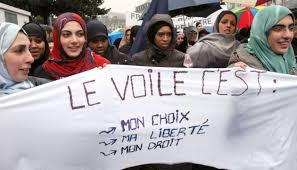 LE VOILE C'EST :
→ MON CHOIX
→ MA LIBERTÉ
→ MON DROIT